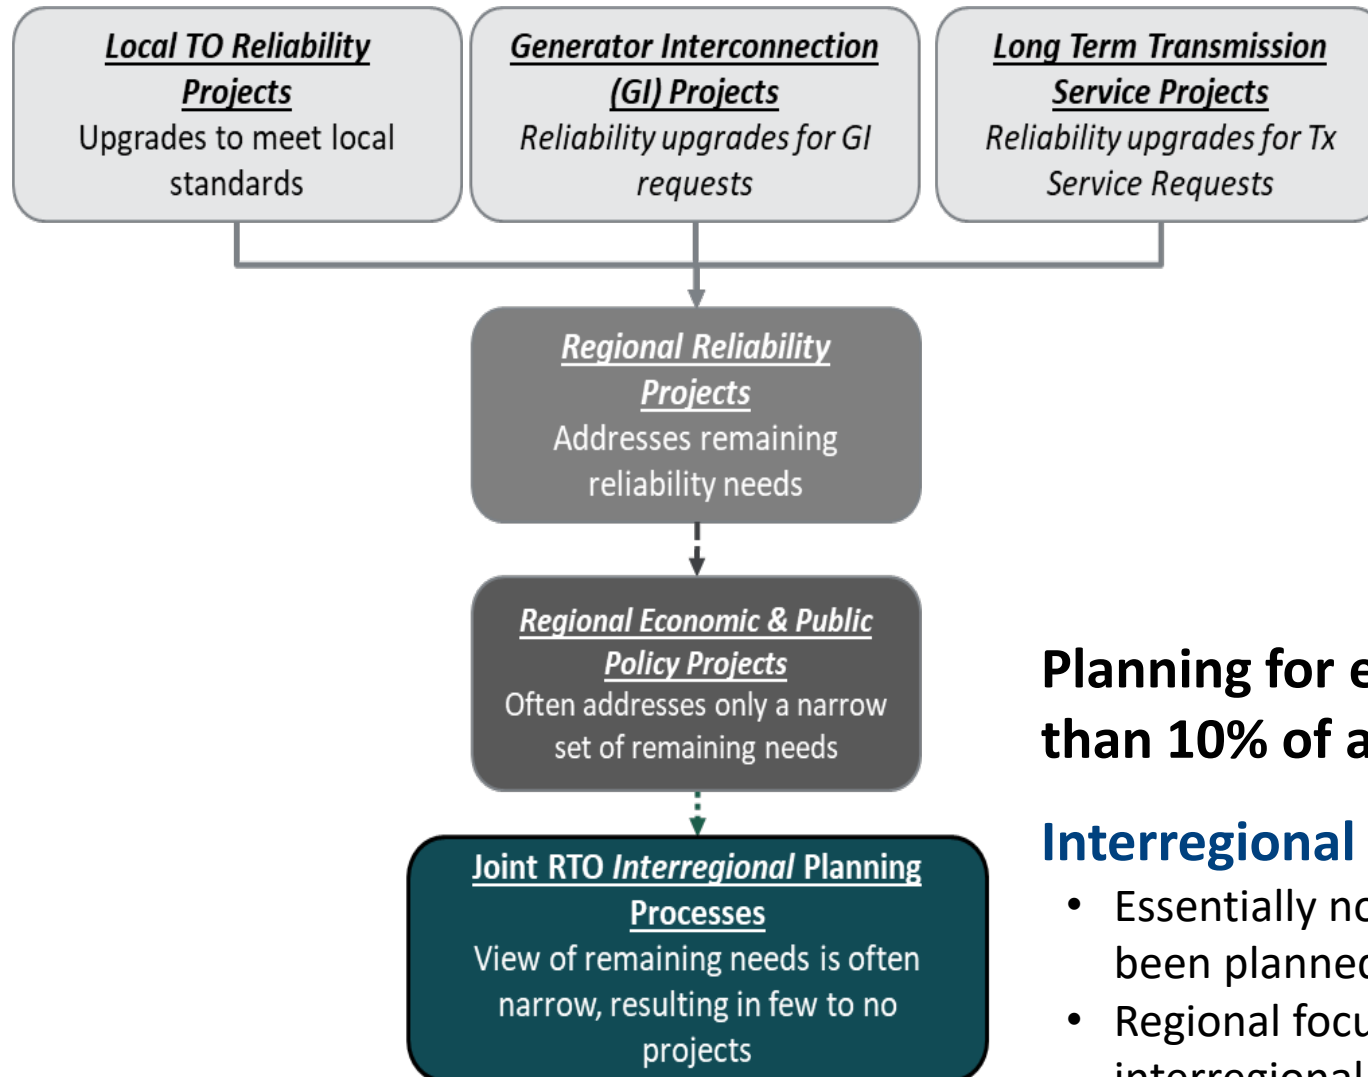 Local TO Reliability
Projects
Upgrades to meet local
standards
Generator Interconnection
(GI) Projects
Reliability upgrades for GI
requests
Long Term Transmission
Service Projects
Reliability upgrades for Tx
Service Requests
Regional Reliability
Projects
Addresses remaining
reliability needs
Regional Economic & Public
Policy Projects
Often addresses only a narrow
set of remaining needs
Joint RTO Interregional Planning
Processes
View of remaining needs is often
narrow, resulting in few to no
projects
Planning for
than 10% of
Interregional
• Essentially
been planned
• Regional
interregional